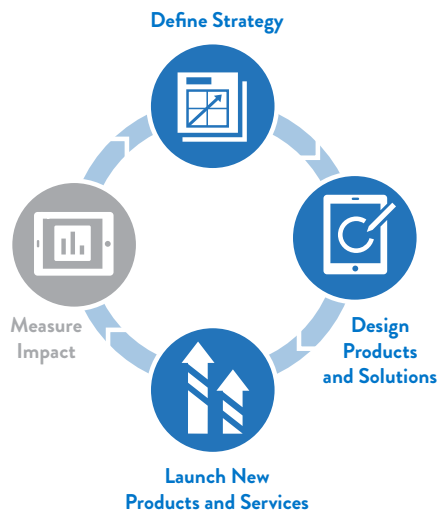 Define Strategy
Design
Products
and Solutions
Launch New
Products and Services
Measure
Impact